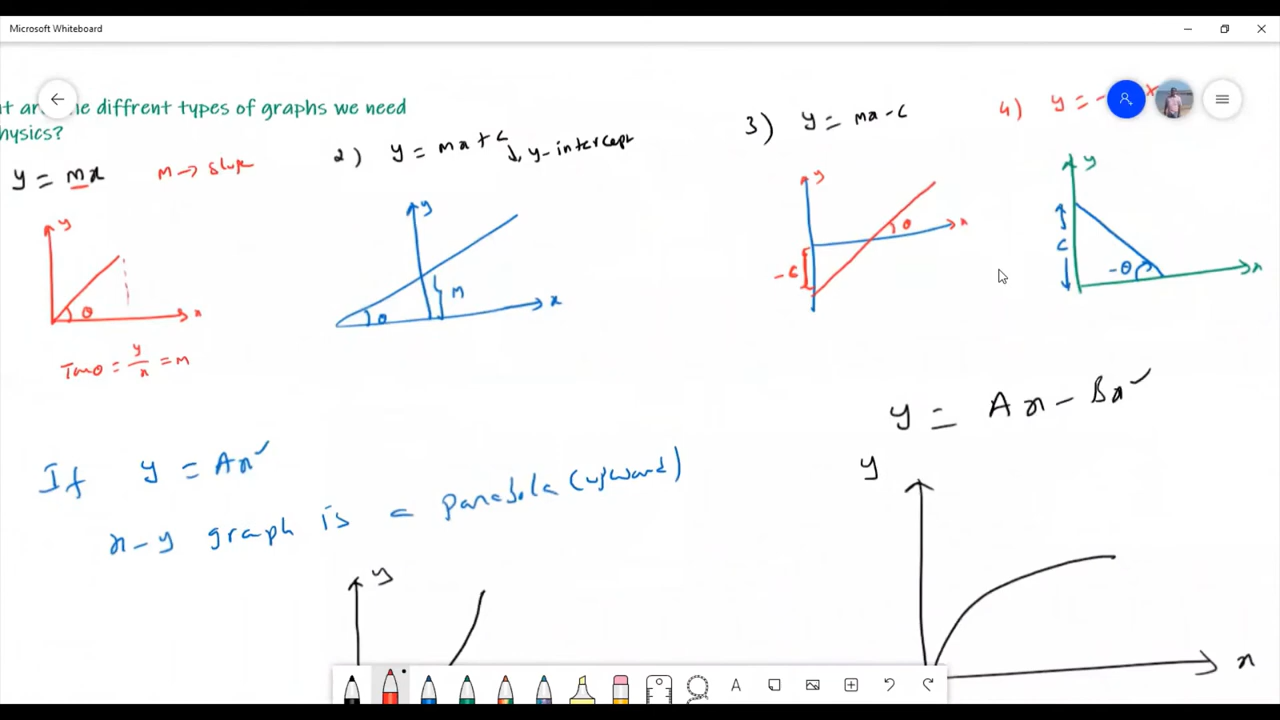 Microsoft Whiteboard
t ar the diffrent types of graphs we need
hysics?
y = mx
M → slope
y
θ
x
Tanθ = y/x = M
2) y = mx + c
↓ y-intercept
y
θ
M
x
3) y = mx - c
y
θ
x
-c
4) y = - x
y
c
-θ
x
If y = Ax²
x-y graph is a parabola (upward)
y
y = Ax - Bx²
y
x
A